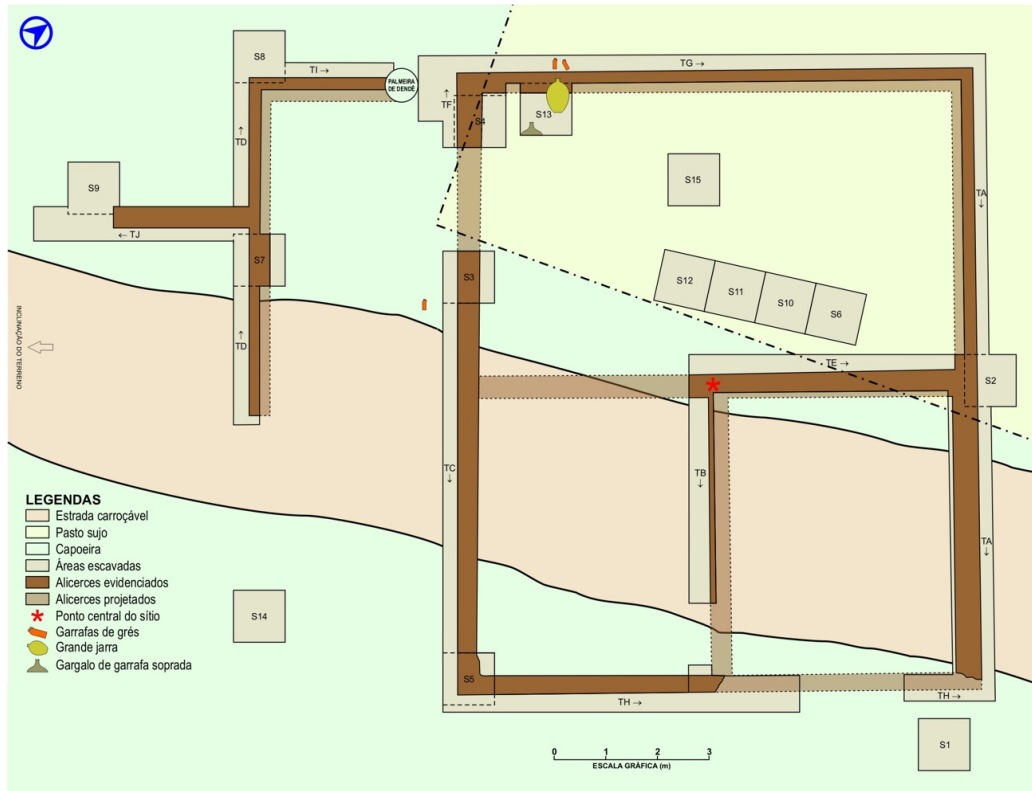 S8
TI →
PALMEIRA
DE DENDÊ
TG →
TF
↑
S4
S13
TD
↑
S15
S9
TA
↓
← TJ
S7
S3
S12
S11
S10
S6
INCLINAÇÃO DO TERRENO
TD
↑
TE →
S2
TC
↓
TB
↓
TA
↓
LEGENDAS
Estrada carroçável
Pasto sujo
Capoeira
Áreas escavadas
Alicerces evidenciados
Alicerces projetados
Ponto central do sítio
Garrafas de grés
Grande jarra
Gargalo de garrafa soprada
S14
S5
TH →
TH →
S1
0 1 2 3
ESCALA GRÁFICA (m)